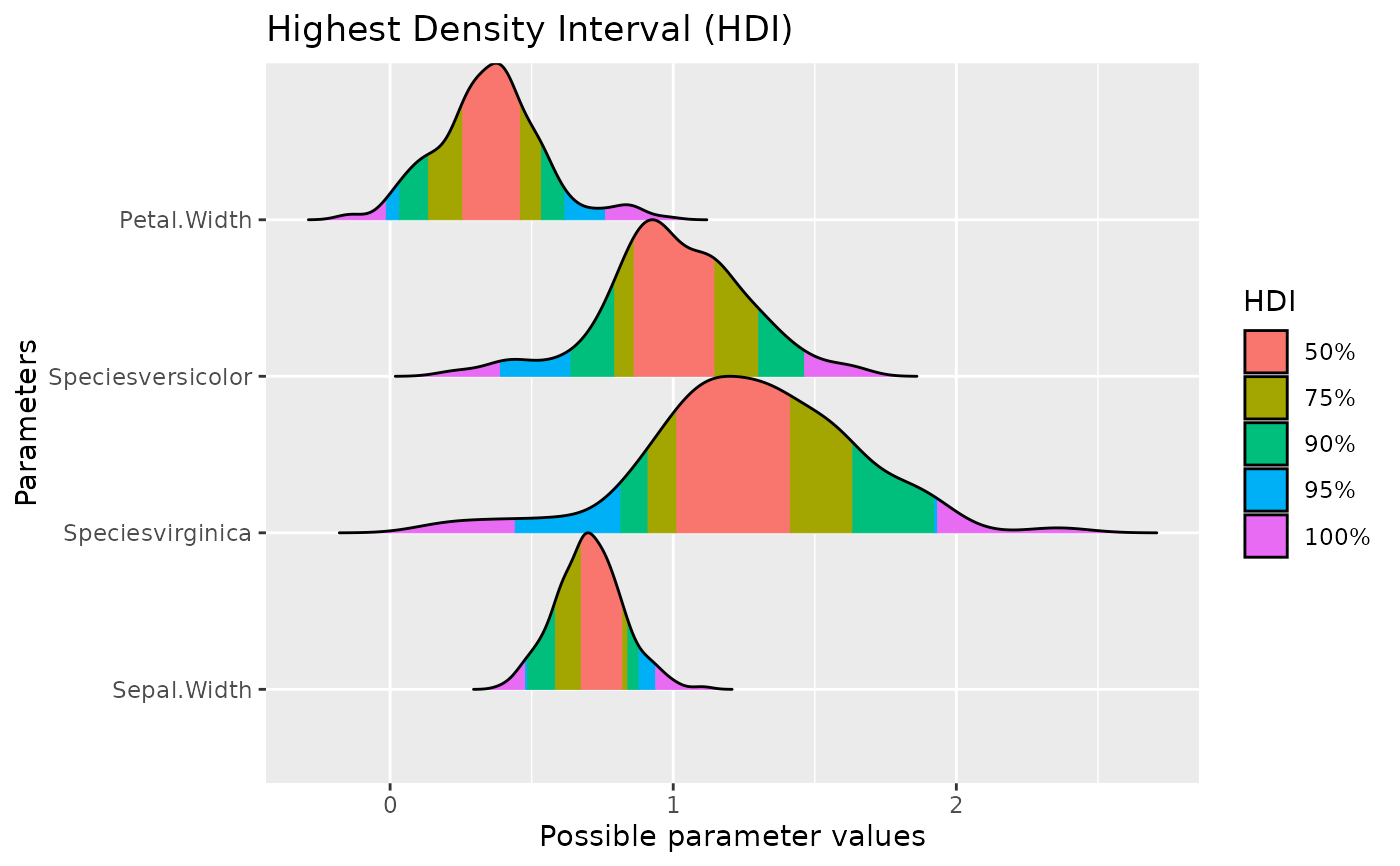 Highest Density Interval (HDI)
Parameters
Petal.Width
Speciesversicolor
Speciesvirginica
Sepal.Width
0
1
2
Possible parameter values
HDI
50%
75%
90%
95%
100%